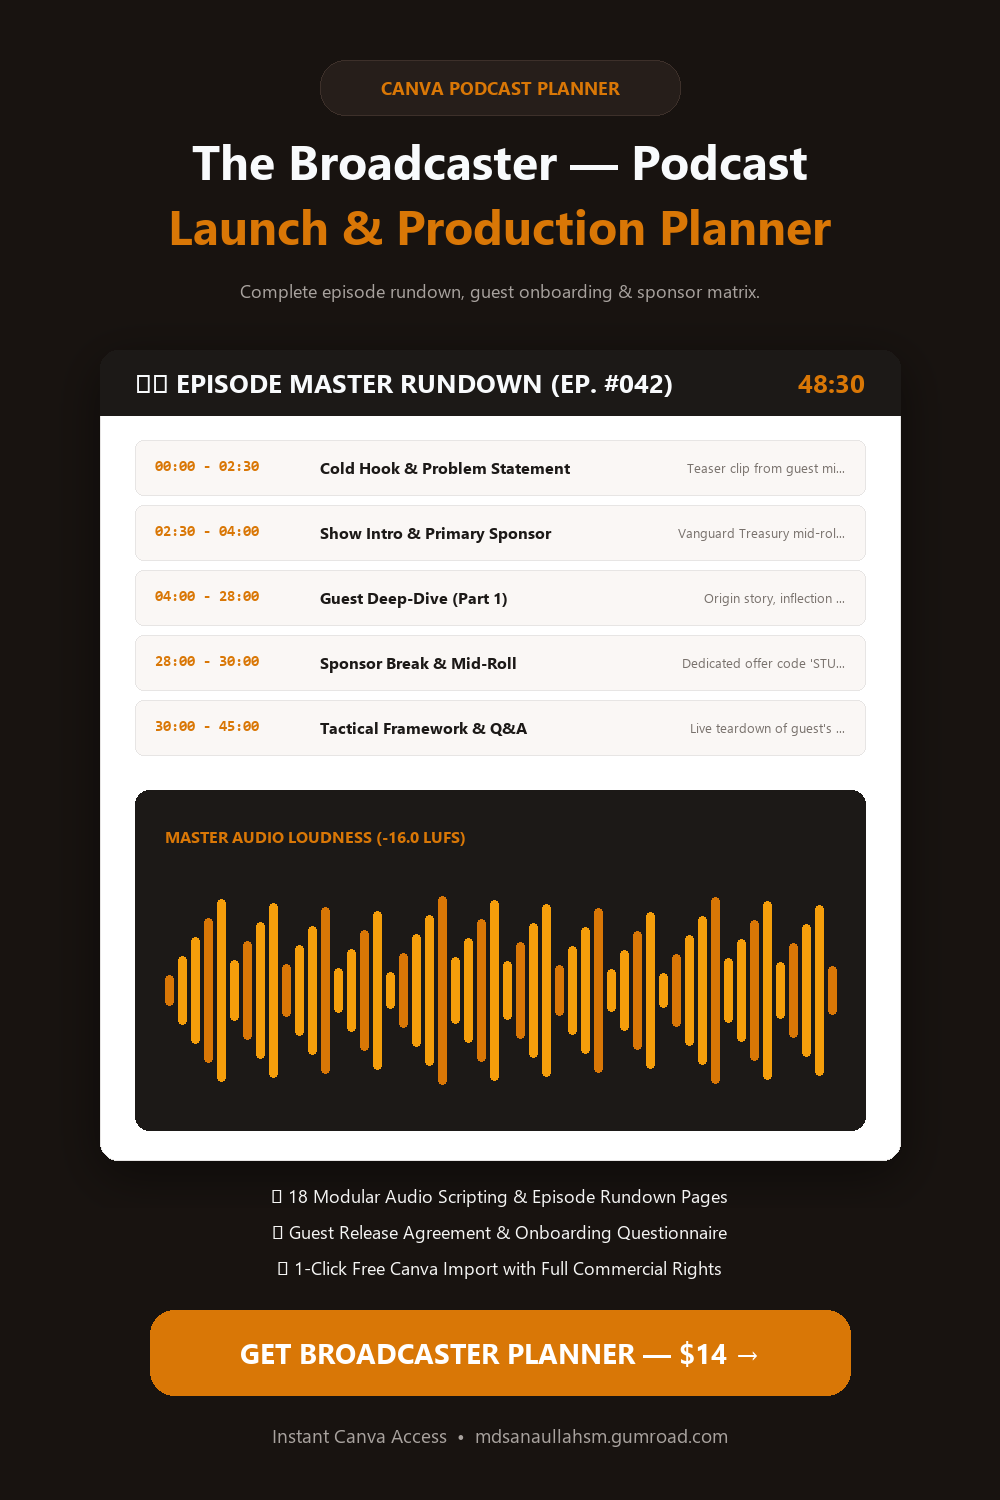 CANVA PODCAST PLANNER
The Broadcaster — Podcast
Launch & Production Planner
Complete episode rundown, guest onboarding & sponsor matrix.
EPISODE MASTER RUNDOWN (EP. #042) 48:30
00:00 - 02:30 Cold Hook & Problem Statement Teaser clip from guest mi...
02:30 - 04:00 Show Intro & Primary Sponsor Vanguard Treasury mid-rol...
04:00 - 28:00 Guest Deep-Dive (Part 1) Origin story, inflection ...
28:00 - 30:00 Sponsor Break & Mid-Roll Dedicated offer code 'STU...
30:00 - 45:00 Tactical Framework & Q&A Live teardown of guest's ...
MASTER AUDIO LOUDNESS (-16.0 LUFS)
18 Modular Audio Scripting & Episode Rundown Pages
Guest Release Agreement & Onboarding Questionnaire
1-Click Free Canva Import with Full Commercial Rights
GET BROADCASTER PLANNER — $14 →
Instant Canva Access • mdsanaullahsm.gumroad.com